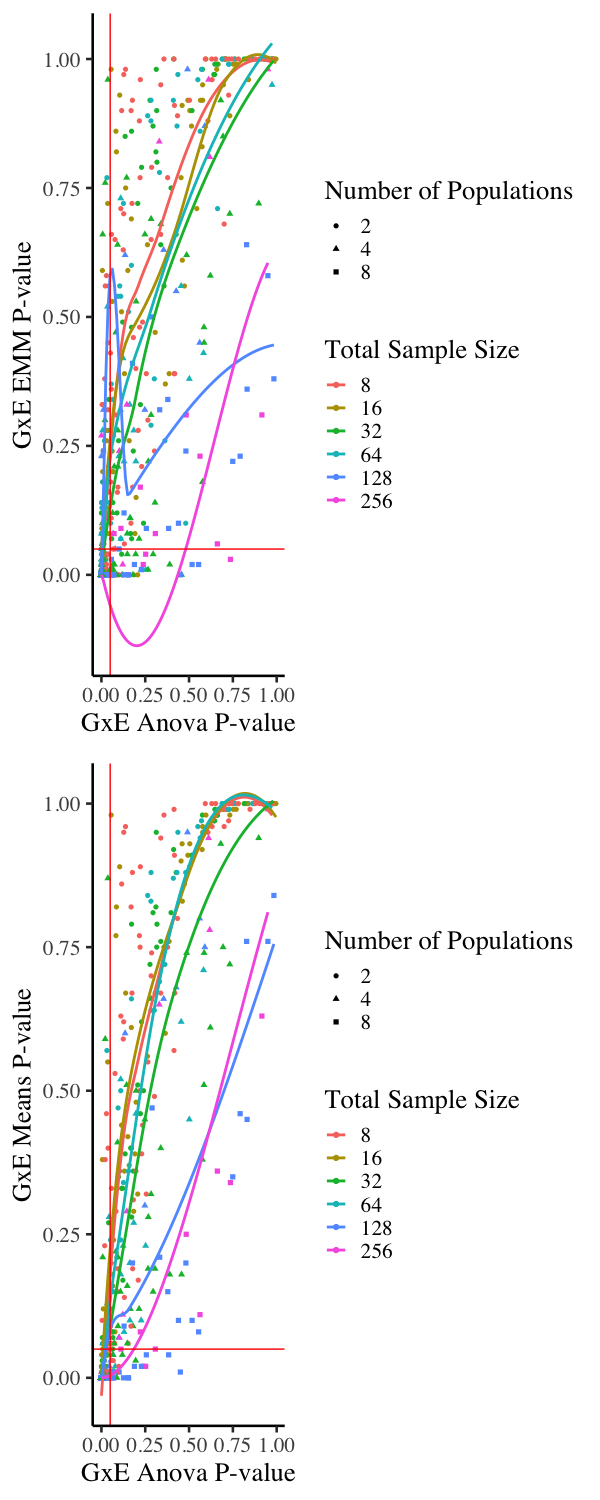 1.00
0.75
0.50
0.25
0.00
GxE EMM P-value
0.00 0.25 0.50 0.75 1.00
GxE Anova P-value
Number of Populations
2
4
8
Total Sample Size
8
16
32
64
128
256
1.00
0.75
0.50
0.25
0.00
GxE Means P-value
0.00 0.25 0.50 0.75 1.00
GxE Anova P-value
Number of Populations
2
4
8
Total Sample Size
8
16
32
64
128
256